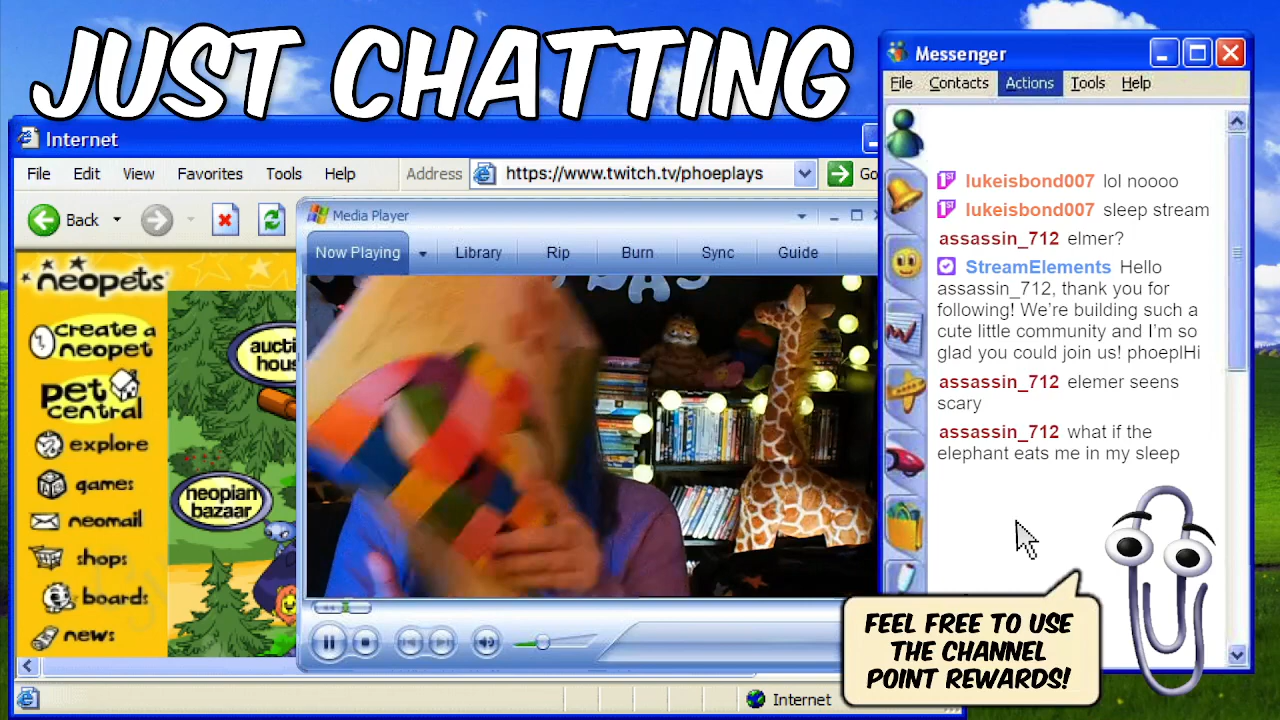 JUST CHATTING
Internet
File Edit View Favorites Tools Help Address https://www.twitch.tv/phoeplays Go
Back
neopets
create a
neopet
pet
central
explore
games
neomail
shops
boards
news
neopian
bazaar
Media Player
Now Playing Library Rip Burn Sync Guide
Internet
Messenger
File Contacts Actions Tools Help
lukeisbond007 lol noooo
lukeisbond007 sleep stream
assassin_712 elmer?
StreamElements Hello
assassin_712, thank you for
following! We're building such a
cute little community and I'm so
glad you could join us! phoeplHi
assassin_712 elemer seens
scary
assassin_712 what if the
elephant eats me in my sleep
FEEL FREE TO USE
THE CHANNEL
POINT REWARDS!